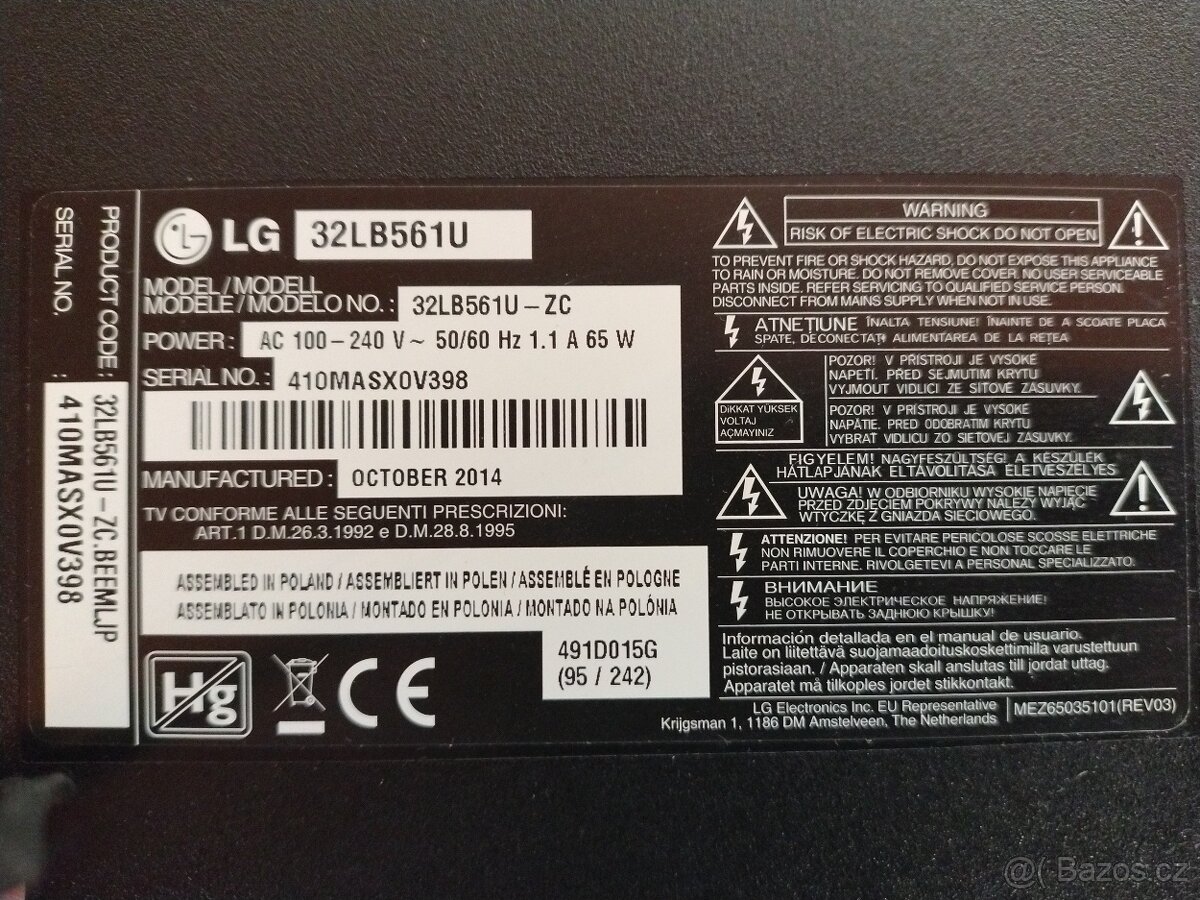 LG 32LB561U
MODEL / MODELL
MODÈLE / MODELO NO. : 32LB561U-ZC
POWER : AC 100-240 V~ 50/60 Hz 1.1 A 65 W
SERIAL NO. : 410MASX0V398
MANUFACTURED : OCTOBER 2014
TV CONFORME ALLE SEGUENTI PRESCRIZIONI:
ART.1 D.M.26.3.1992 e D.M.28.8.1995
ASSEMBLED IN POLAND / ASSEMBLIERT IN POLEN / ASSEMBLÉ EN POLOGNE
ASSEMBLATO IN POLONIA / MONTADO EN POLONIA / MONTADO NA POLÓNIA
491D015G
(95 / 242)
Hg
CE
PRODUCT CODE : 32LB561U-ZC.BEEMLJP
SERIAL NO. : 410MASX0V398
WARNING
RISK OF ELECTRIC SHOCK DO NOT OPEN
TO PREVENT FIRE OR SHOCK HAZARD, DO NOT EXPOSE THIS APPLIANCE
TO RAIN OR MOISTURE. DO NOT REMOVE COVER. NO USER SERVICEABLE
PARTS INSIDE. REFER SERVICING TO QUALIFIED SERVICE PERSON.
DISCONNECT FROM MAINS SUPPLY WHEN NOT IN USE.
ATNEŢIUNE ÎNALTA TENSIUNE! ÎNAINTE DE A SCOATE PLACA
SPATE, DECONECTAŢI ALIMENTAREA DE LA REŢEA
DİKKAT YÜKSEK
VOLTAJ
AÇMAYINIZ
POZOR! V PŘÍSTROJI JE VYSOKÉ
NAPĚTÍ. PŘED SEJMUTIM KRYTU
VYJMOUT VIDLICI ZE SÍŤOVÉ ZÁSUVKY.
POZOR! V PRÍSTROJI JE VYSOKÉ
NAPÄTIE. PRED ODOBRATIM KRYTU
VYBRAŤ VIDLICU ZO SIEŤOVEJ ZÁSUVKY.
FIGYELEM! NAGYFESZÜLTSÉG! A KÉSZÜLÉK
HÁTLAPJÁNAK ELTÁVOLÍTÁSA ÉLETVESZÉLYES
UWAGA! W ODBIORNIKU WYSOKIE NAPIĘCIE
PRZED ZDJĘCIEM POKRYWY NALEŻY WYJĄĆ
WTYCZKĘ Z GNIAZDA SIECIOWEGO.
ATTENZIONE! PER EVITARE PERICOLOSE SCOSSE ELETTRICHE
NON RIMUOVERE IL COPERCHIO E NON TOCCARE LE
PARTI INTERNE. RIVOLGETEVI A PERSONAL SPECIALIZZATO.
ВНИМАНИЕ
ВЫСОКОЕ ЭЛЕКТРИЧЕСКОЕ НАПРЯЖЕНИЕ!
НЕ ОТКРЫВАТЬ ЗАДНЮЮ КРЫШКУ!
Información detallada en el manual de usuario.
Laite on liitettävä suojamaadoituskoskettimilla varustettuun
pistorasiaan. / Apparaten skall anslutas till jordat uttag.
Apparatet må tilkoples jordet stikkontakt.
LG Electronics Inc. EU Representative
Krijgsman 1, 1186 DM Amstelveen, The Netherlands
MEZ65035101(REV03)
@( Bazos.cz